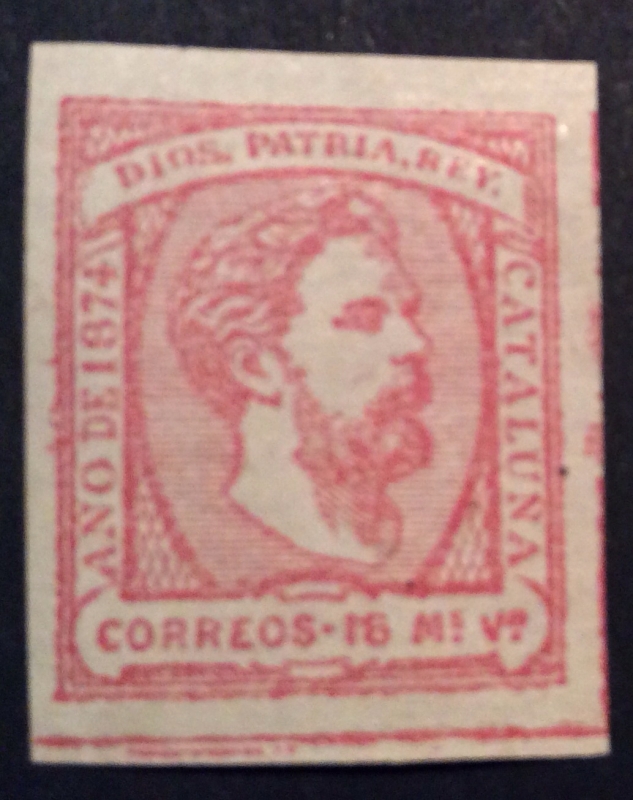 DIOS, PATRIA, REY.
AÑO DE 1874
CATALUÑA
CORREOS-16 Ms. Vn.